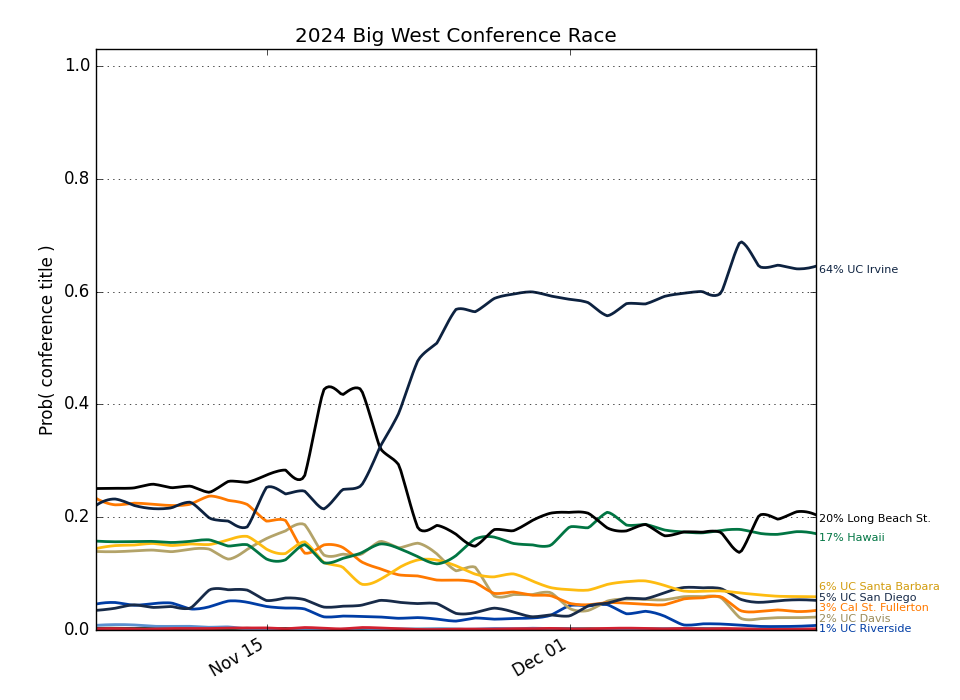 2024 Big West Conference Race
Prob( conference title )
1.0
0.8
0.6
0.4
0.2
0.0
Nov 15
Dec 01
64% UC Irvine
20% Long Beach St.
17% Hawaii
6% UC Santa Barbara
5% UC San Diego
3% Cal St. Fullerton
2% UC Davis
1% UC Riverside